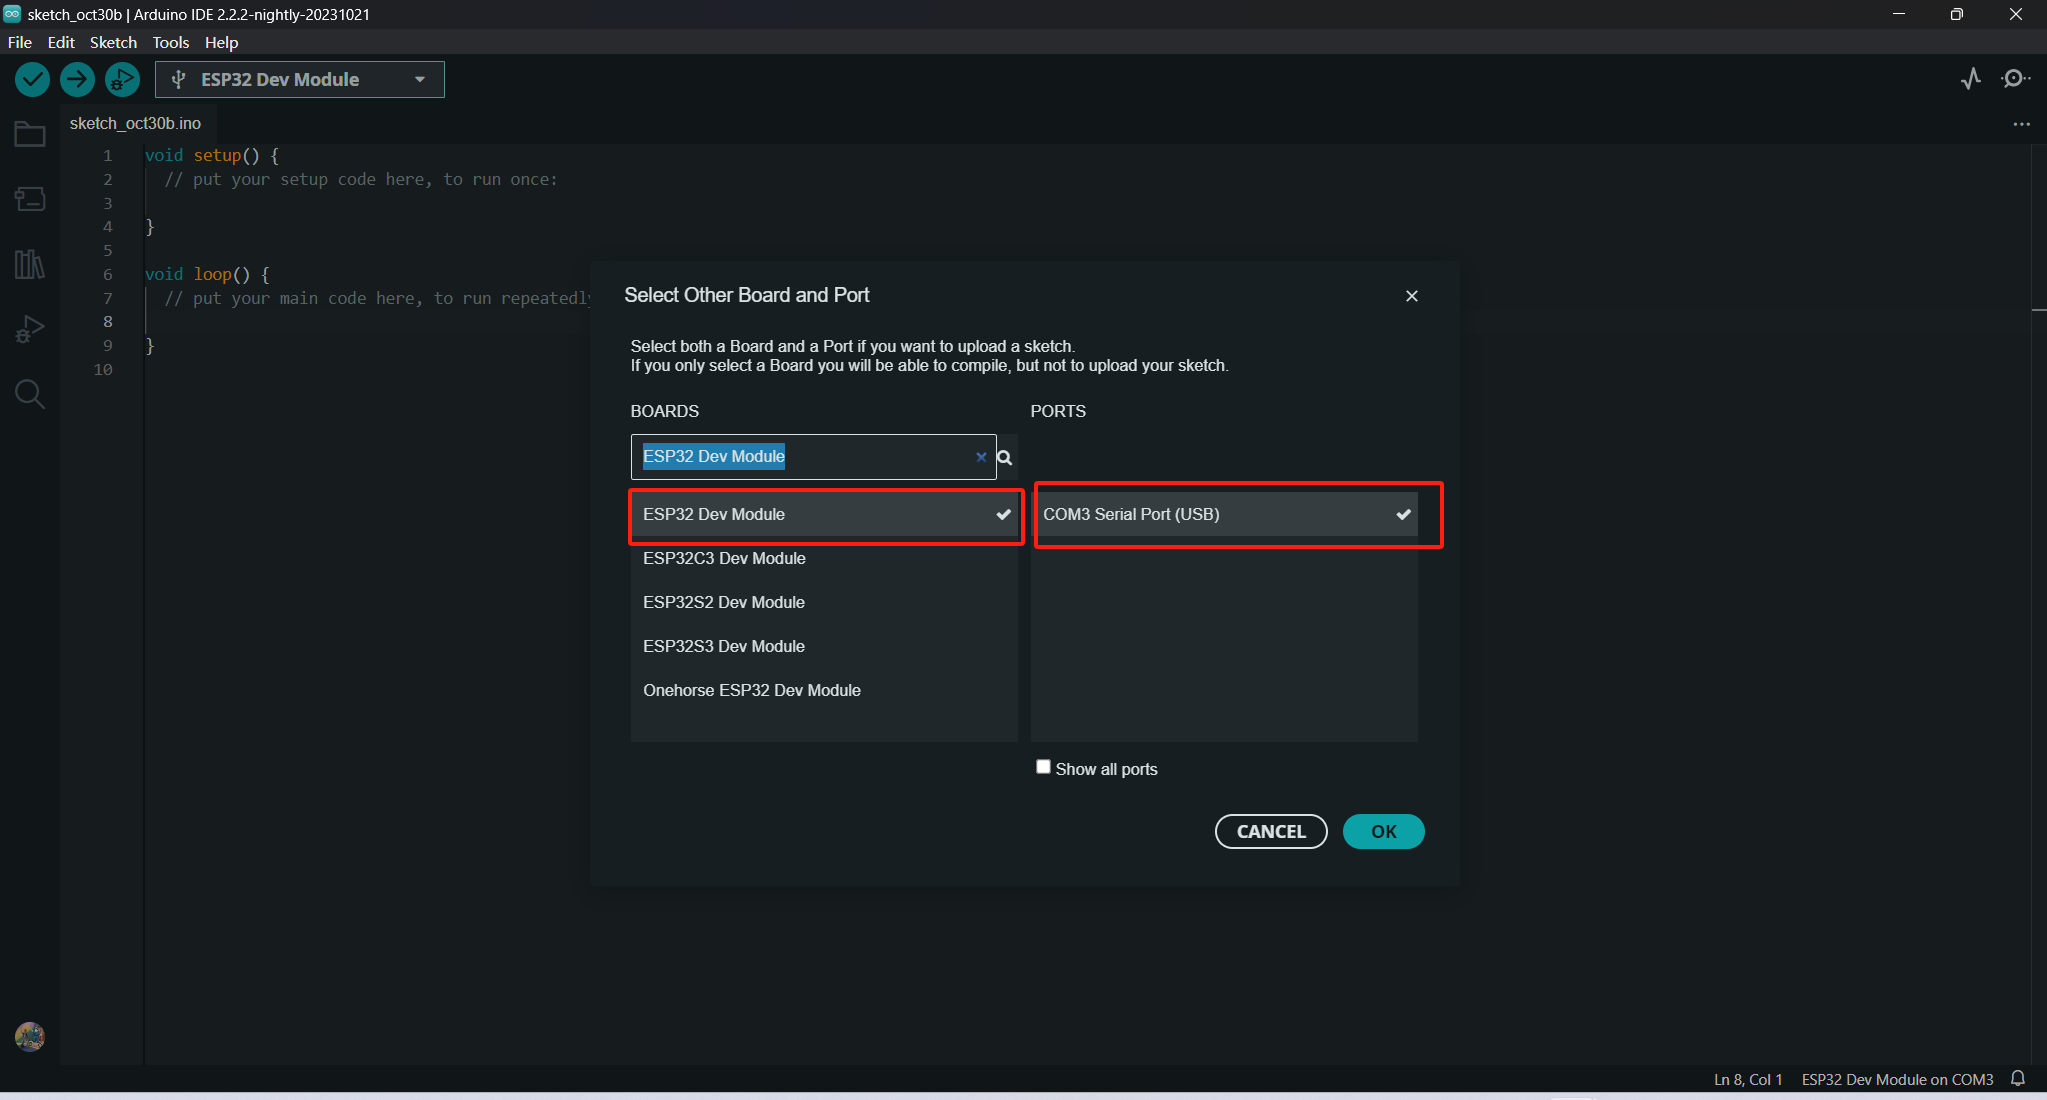 sketch_oct30b | Arduino IDE 2.2.2-nightly-20231021
File Edit Sketch Tools Help
ESP32 Dev Module
sketch_oct30b.ino
1 void setup() {
2 // put your setup code here, to run once:
3
4 }
5
6 void loop() {
7 // put your main code here, to run repeatedly
8
9 }
10
Select Other Board and Port
Select both a Board and a Port if you want to upload a sketch.
If you only select a Board you will be able to compile, but not to upload your sketch.
BOARDS
ESP32 Dev Module
ESP32 Dev Module
ESP32C3 Dev Module
ESP32S2 Dev Module
ESP32S3 Dev Module
Onehorse ESP32 Dev Module
PORTS
COM3 Serial Port (USB)
Show all ports
CANCEL OK
Ln 8, Col 1 ESP32 Dev Module on COM3